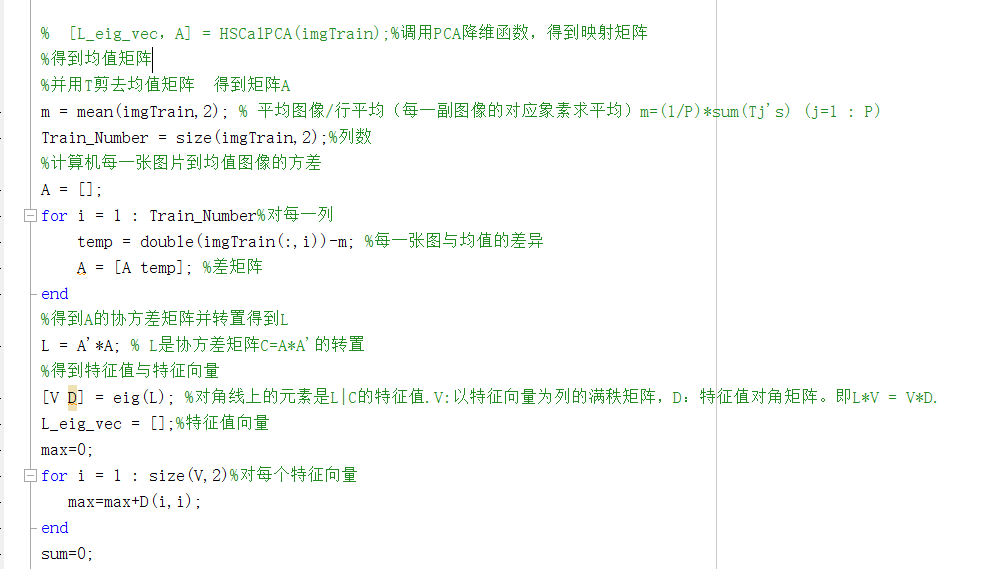 %  [L_eig_vec，A] = HSCalPCA(imgTrain);%调用PCA降维函数，得到映射矩阵
%得到均值矩阵
%并用T剪去均值矩阵  得到矩阵A
m = mean(imgTrain,2); % 平均图像/行平均（每一副图像的对应象素求平均）m=(1/P)*sum(Tj's) (j=1 : P)
Train_Number = size(imgTrain,2);%列数
%计算机每一张图片到均值图像的方差
A = [];
for i = 1 : Train_Number%对每一列
    temp = double(imgTrain(:,i))-m; %每一张图与均值的差异
    A = [A temp]; %差矩阵
end
%得到A的协方差矩阵并转置得到L
L = A'*A; % L是协方差矩阵C=A*A'的转置
%得到特征值与特征向量
[V D] = eig(L); %对角线上的元素是L|C的特征值.V:以特征向量为列的满秩矩阵，D：特征值对角矩阵。即L*V = V*D.
L_eig_vec = [];%特征值向量
max=0;
for i = 1 : size(V,2)%对每个特征向量
   max=max+D(i,i);
end
sum=0;